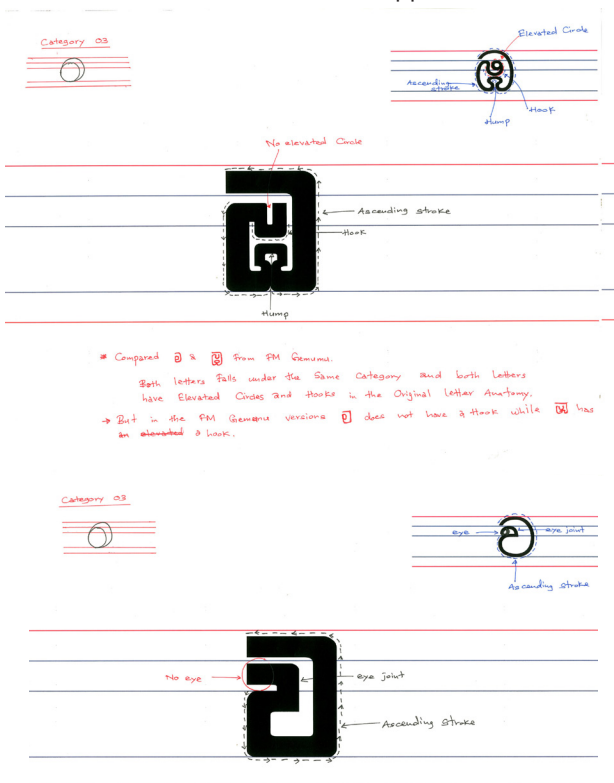 Category 03
Elevated Circle
Ascending stroke
Hook
Hump
No elevated Circle
Ascending stroke
Hook
Hump
* Compared & from FM Gemunu.
Both letters Falls under the Same Category and both letters
have Elevated Circles and Hooks in the Original letter Anatomy.
→ But in the FM Gemunu versions does not have a Hook while has
an elevated a hook.
Category 03
eye
eye joint
Ascending stroke
No eye
eye joint
Ascending stroke